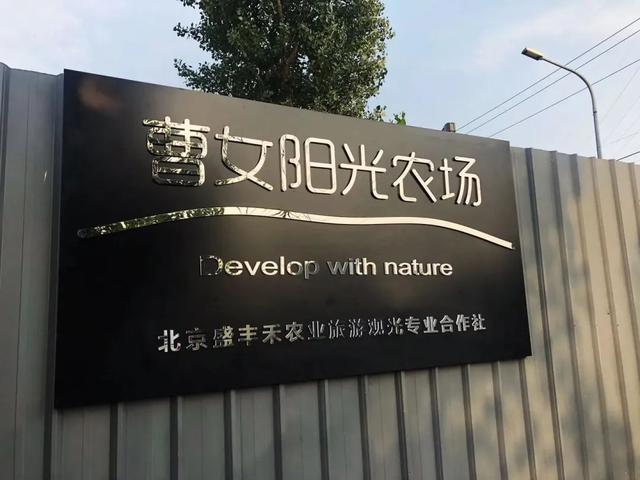 曹女阳光农场
Develop with nature
北京盛丰禾农业旅游观光专业合作社